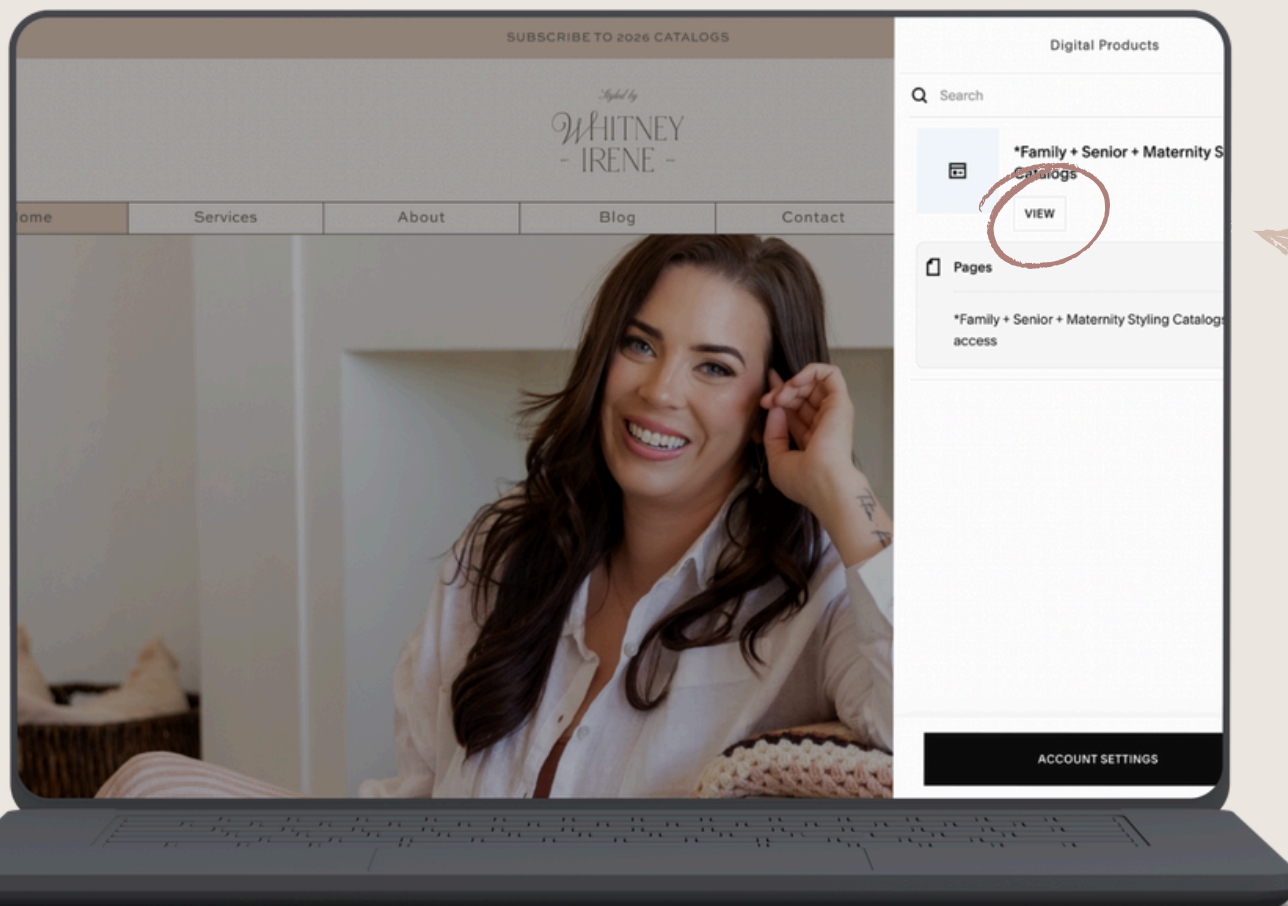 SUBSCRIBE TO 2026 CATALOGS
Styled by
WHITNEY
- IRENE -
ome
Services
About
Blog
Contact
Digital Products
Search
*Family + Senior + Maternity S
Catalogs
VIEW
Pages
*Family + Senior + Maternity Styling Catalogs
access
ACCOUNT SETTINGS